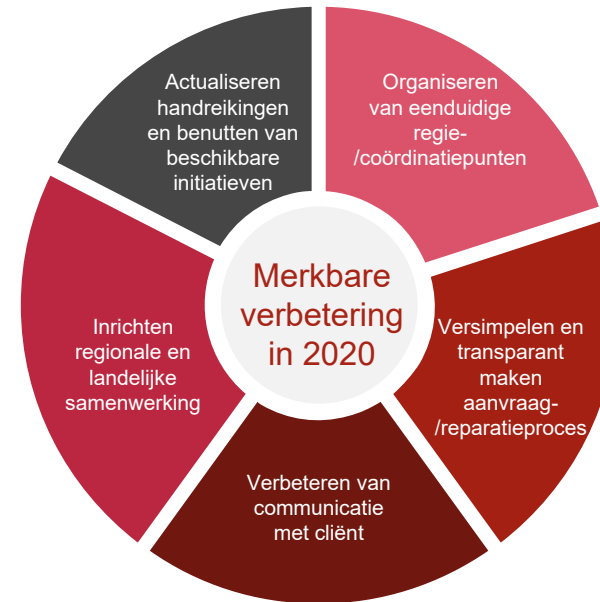 Actualiseren
handreikingen
en benutten van
beschikbare
initiatieven
Organiseren
van eenduidige
regie-
/coördinatiepunten
Merkbare
verbetering
in 2020
Inrichten
regionale en
landelijke
samenwerking
Versimpelen en
transparant
maken
aanvraag-
/reparatieproces
Verbeteren van
communicatie
met cliënt